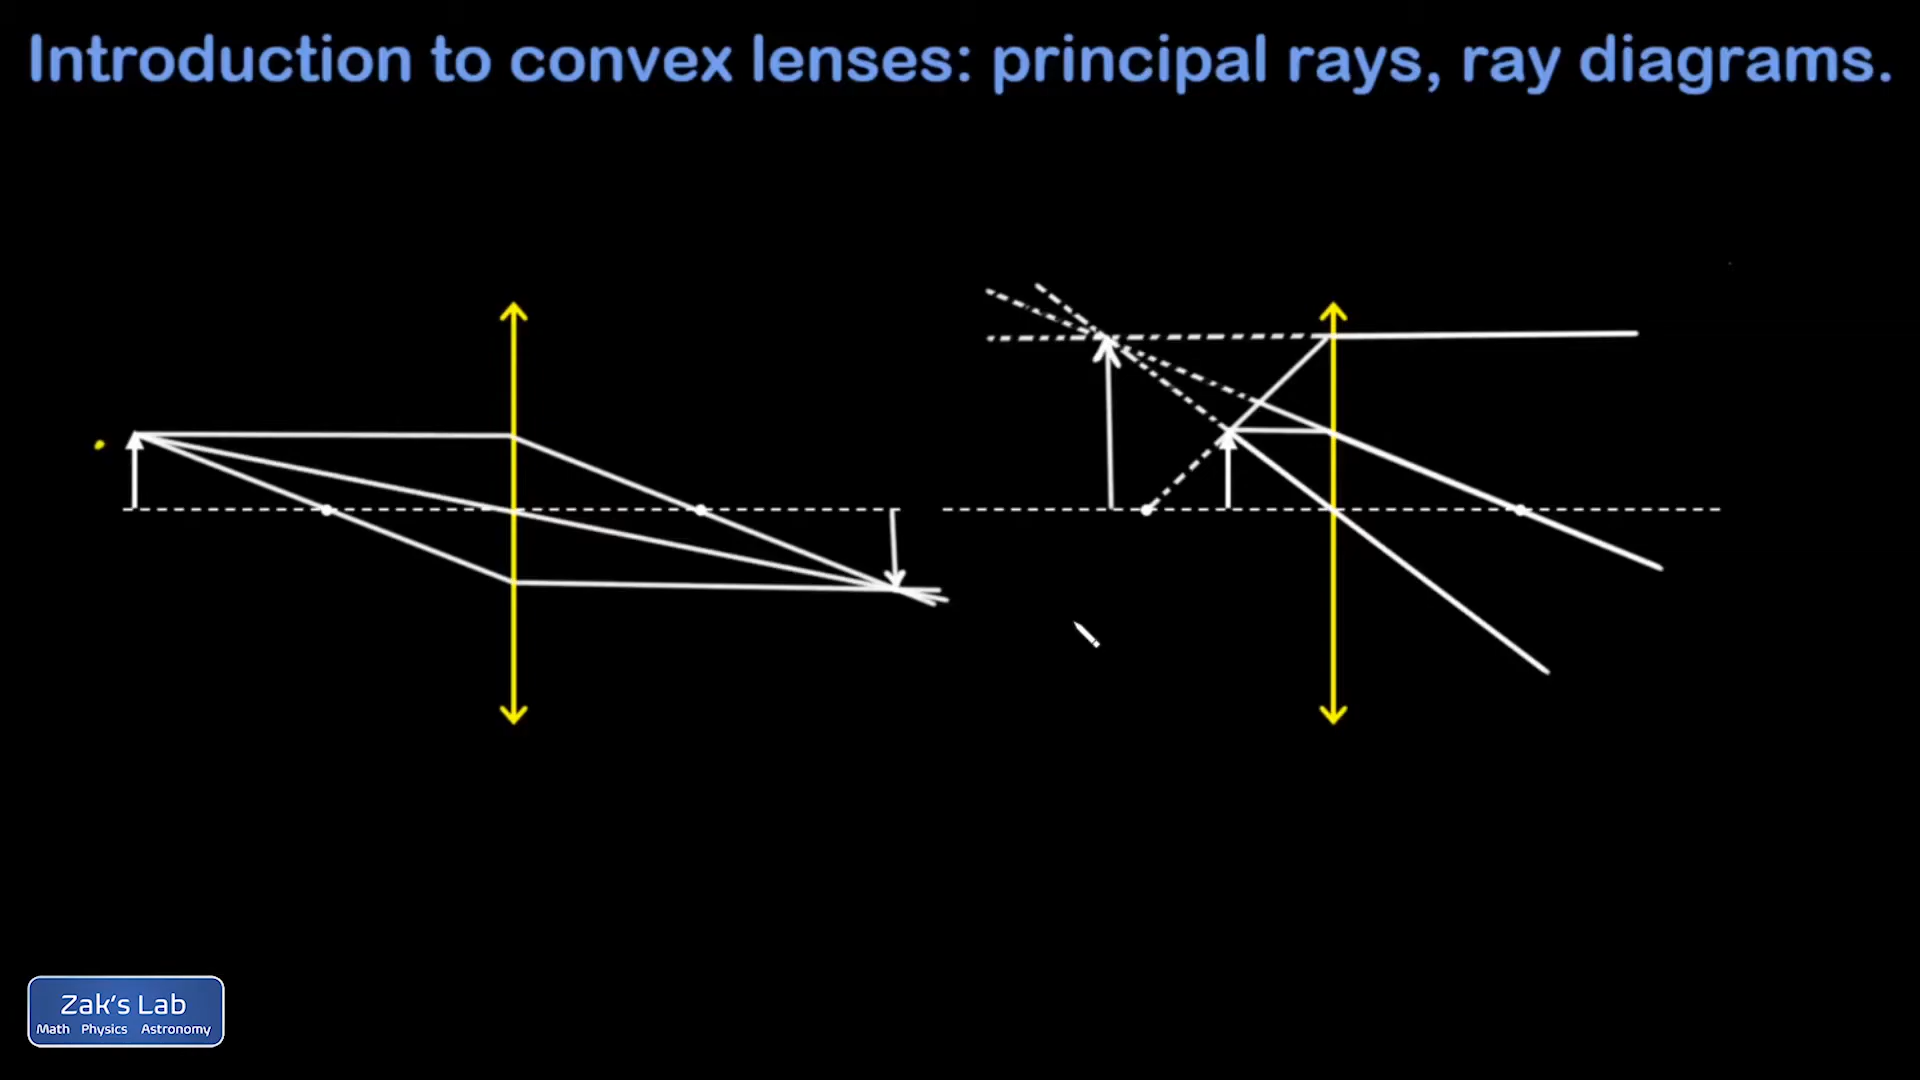 Introduction to convex lenses: principal rays, ray diagrams.
Zak's Lab
Math Physics Astronomy